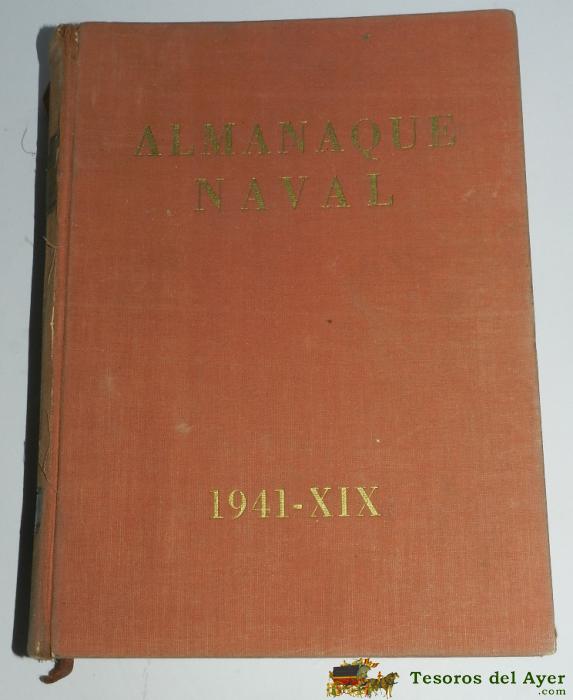 ALMANAQUE
NAVAL
1941-XIX
Tesoros del Ayer
.com